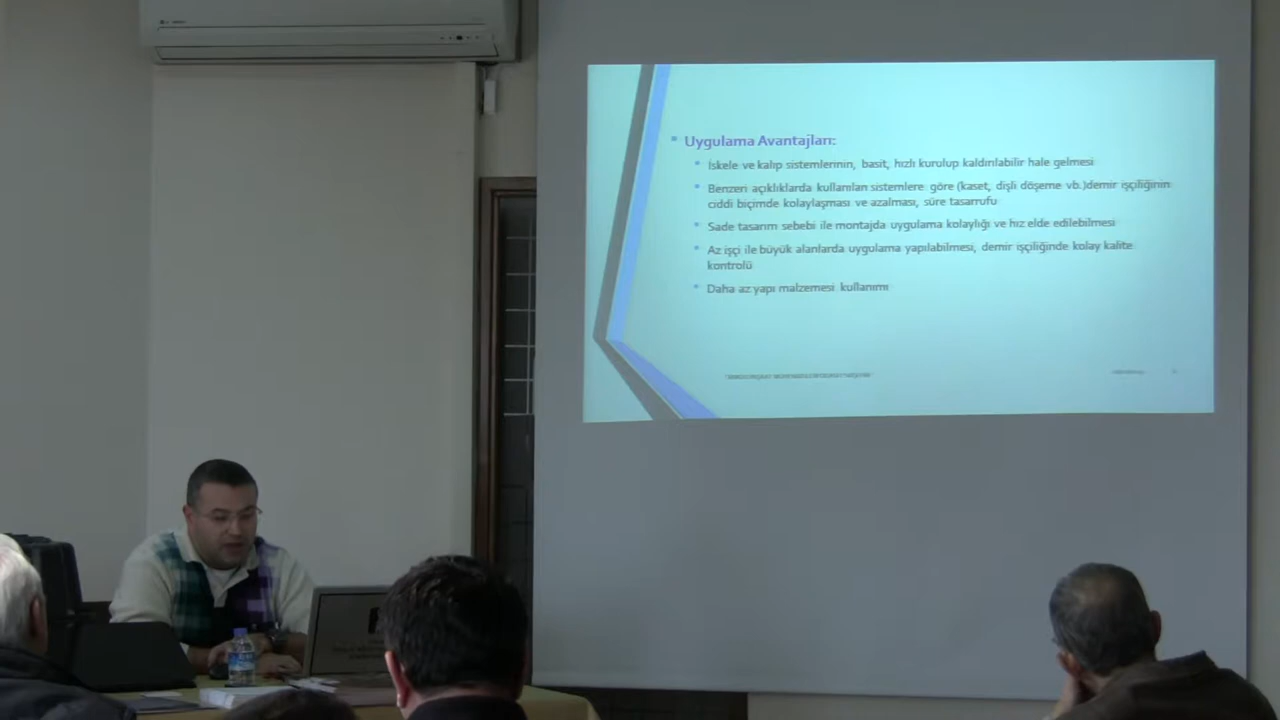 Uygulama Avantajları:
İskele ve kalıp sistemlerinin, basit, hızlı kurulup kaldırılabilir hale gelmesi
Benzeri açıklıklarda kullanılan sistemlere göre (kaset, dişli döşeme vb.)demir işçiliğinin
ciddi biçimde kolaylaşması ve azalması, süre tasarrufu
Sade tasarım sebebi ile montajda uygulama kolaylığı ve hız elde edilebilmesi
Az işçi ile büyük alanlarda uygulama yapılabilmesi, demir işçiliğinde kolay kalite
kontrolü
Daha az yapı malzemesi kullanımı